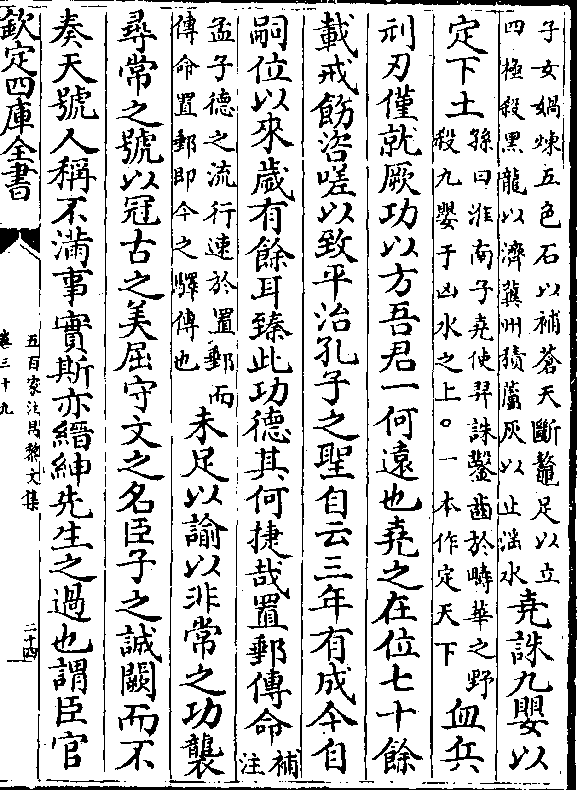 子女媧煉五色石以補蒼天斷鼇足以立
四極殺黑龍以濟冀州積蘆灰以止滛水
堯誅九嬰以
定下土
孫曰淮南子堯使羿誅鑿齒於疇華之野
殺九嬰于凶水之上。一本作定天下
血兵
刓刃僅就厥功以方吾君一何遠也堯之在位七十餘
載戒飭咨嗟以致平治孔子之聖自云三年有成今自
嗣位以來歲有餘耳臻此功德其何捷哉置郵傳命
補
注
孟子德之流行速於置郵而
傳命置郵即今之驛傳也
未足以諭以非常之功襲
尋常之號以冠古之美屈守文之名臣子之誠闕而不
奏天號人稱不滿事實斯亦縉紳先生之過也謂臣官
欽定四庫全書
五百家注昌黎文集
卷三十九
二十四